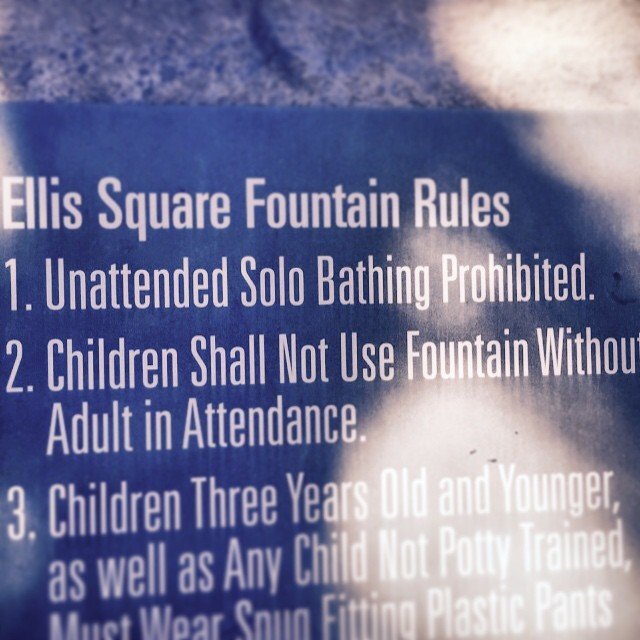 Ellis Square Fountain Rules
1. Unattended Solo Bathing Prohibited.
2. Children Shall Not Use Fountain Without
Adult in Attendance.
3. Children Three Years Old and Younger,
as well as Any Child Not Potty Trained,
Must Wear Snug Fitting Plastic Pants